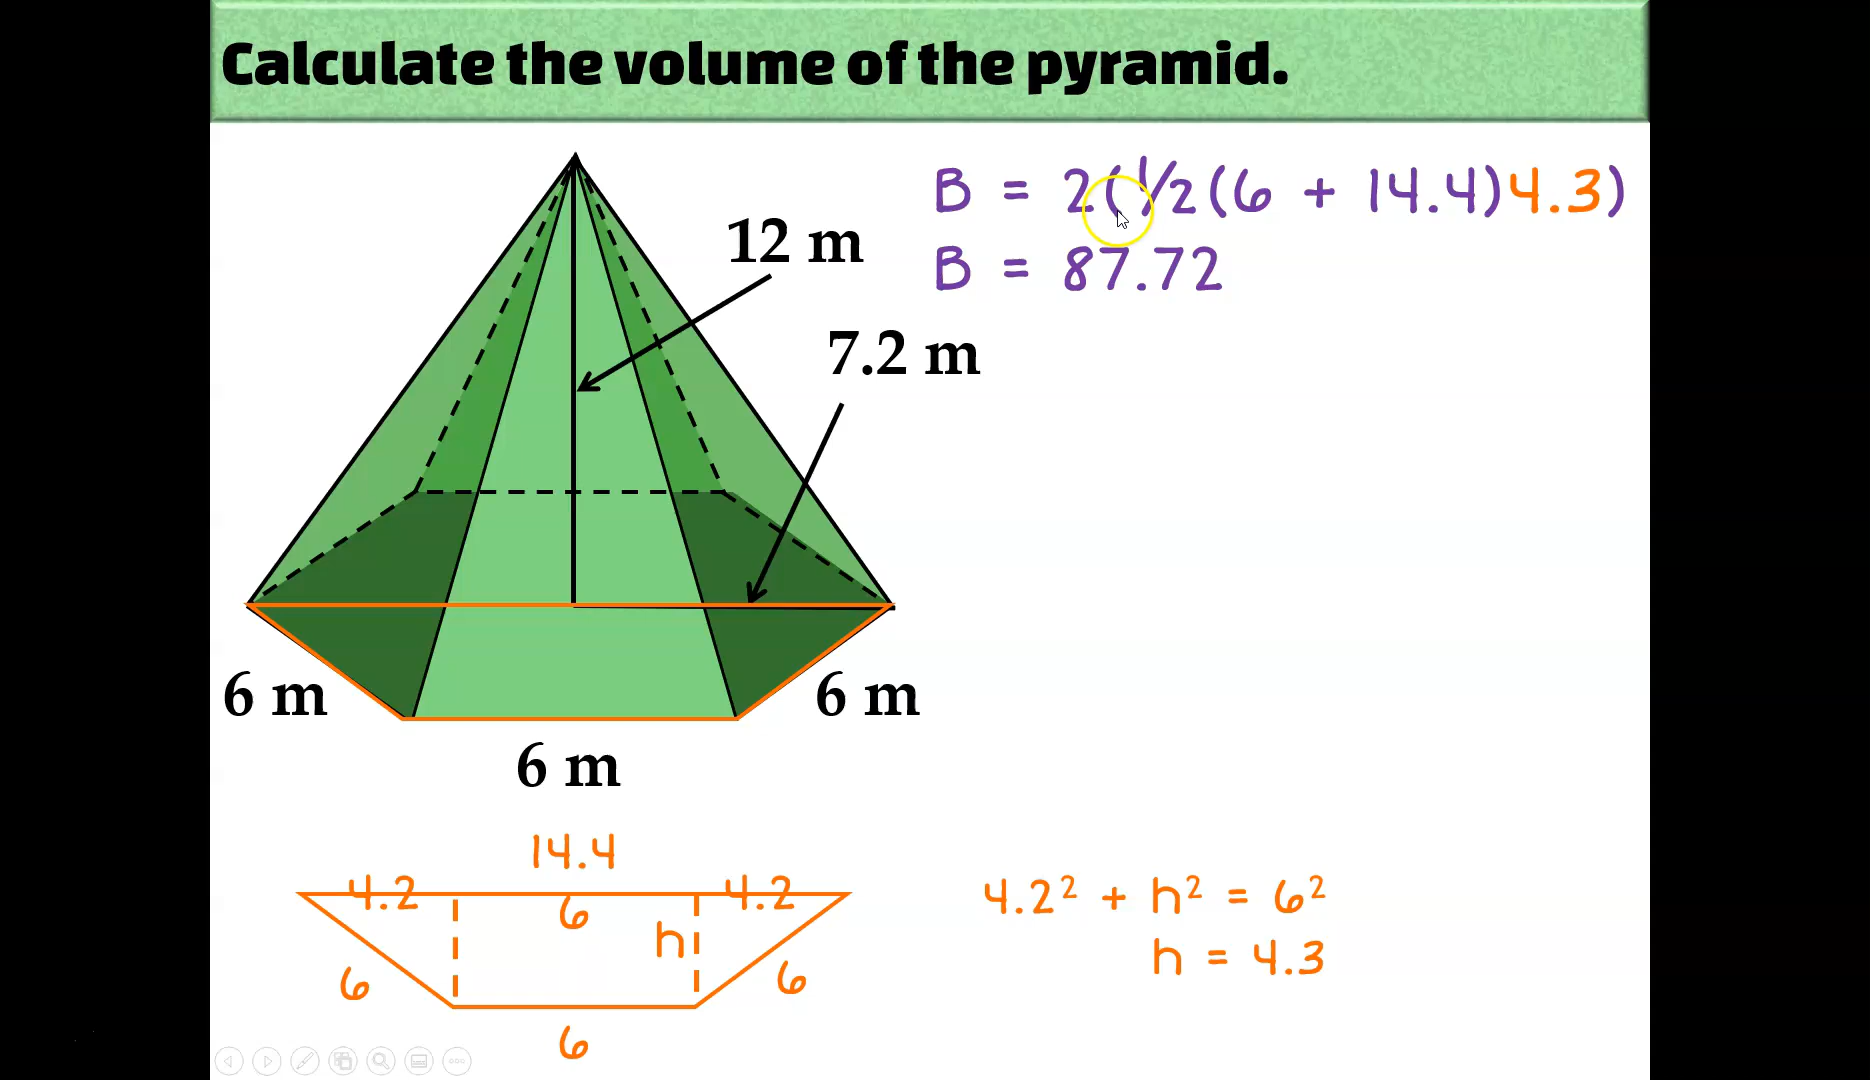 Calculate the volume of the pyramid.
B = 2(½(6 + 14.4)4.3)
B = 87.72
12 m
7.2 m
6 m
6 m
6 m
14.4
4.2
4.2
6
h
6
6
6
4.2² + h² = 6²
h = 4.3